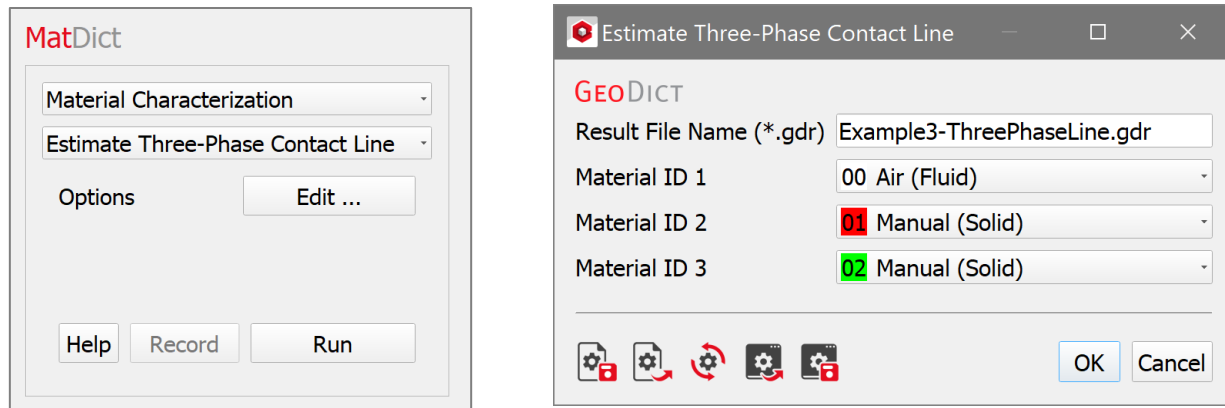 MatDict
Material Characterization
Estimate Three-Phase Contact Line
Options
Edit ...
Help
Record
Run
Estimate Three-Phase Contact Line
GEODICT
Result File Name (*.gdr) Example3-ThreePhaseLine.gdr
Material ID 1 00 Air (Fluid)
Material ID 2 01 Manual (Solid)
Material ID 3 02 Manual (Solid)
OK Cancel